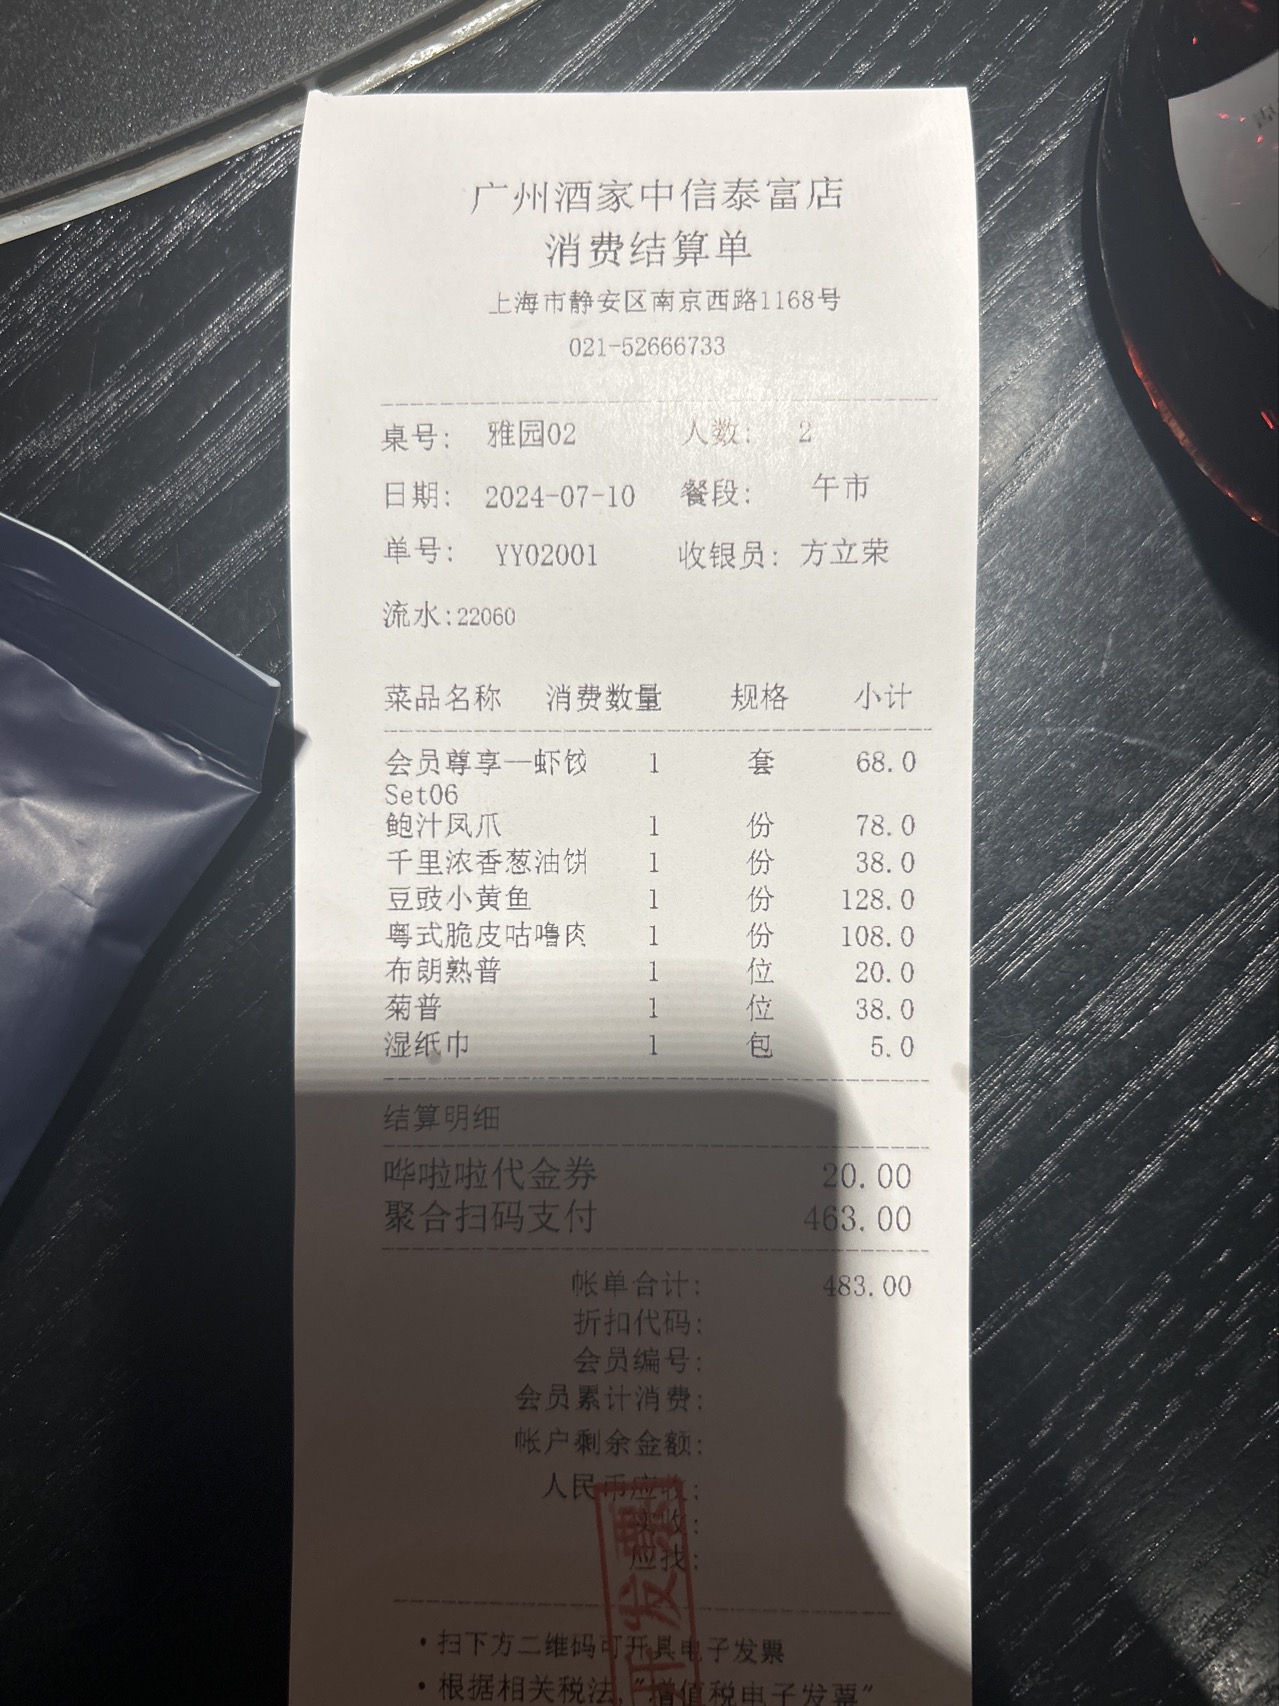 广州酒家中信泰富店
消费结算单
上海市静安区南京西路1168号
021-52666733
桌号: 雅园02 人数: 2
日期: 2024-07-10 餐段: 午市
单号: YY02001 收银员: 方立荣
流水:22060
菜品名称 消费数量 规格 小计
会员尊享—虾饺 1 套 68.0
Set06
鲍汁凤爪 1 份 78.0
千里浓香葱油饼 1 份 38.0
豆豉小黄鱼 1 份 128.0
粤式脆皮咕噜肉 1 份 108.0
布朗熟普 1 位 20.0
菊普 1 位 38.0
湿纸巾 1 包 5.0
结算明细
哗啦啦代金券 20.00
聚合扫码支付 463.00
帐单合计: 483.00
折扣代码:
会员编号:
会员累计消费:
帐户剩余金额:
人民币应收:
实收:
应找:
·扫下方二维码可开具电子发票
·根据相关税法,"增值税电子发票"
开发票